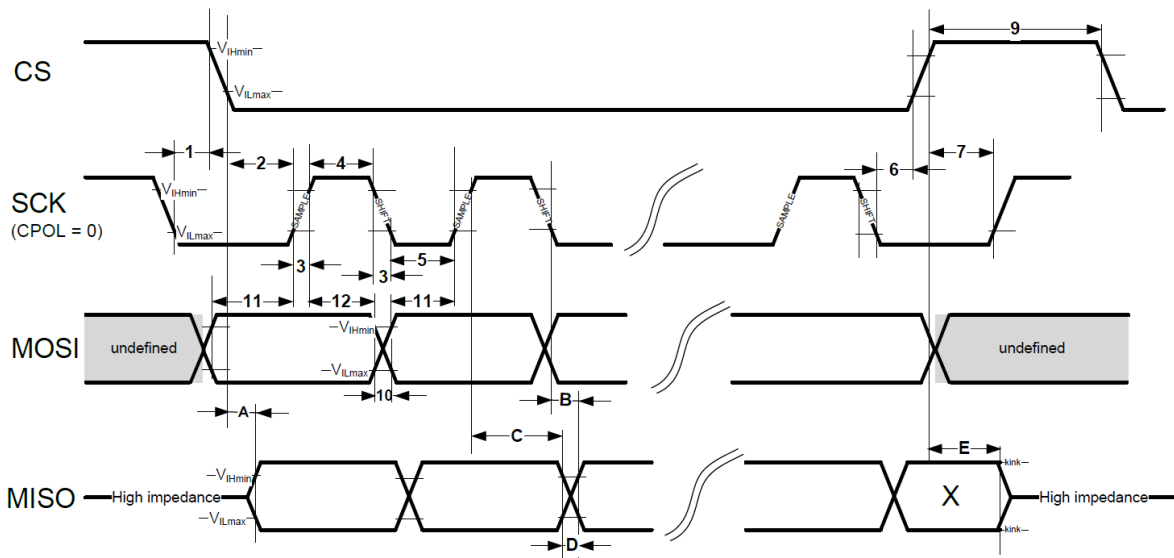 9
CS
—VIHmin—
—VILmax—
1
2
4
6
7
SCK
(CPOL = 0)
—VIHmin—
—VILmax—
SAMPLE
SHIFT
SAMPLE
SAMPLE
SHIFT
3
3
5
11
12
11
MOSI
undefined
—VIHmin—
—VILmax—
undefined
10
A
B
C
E
MISO
High impedance
—VIHmin—
—VILmax—
X
kink
kink
High impedance
D